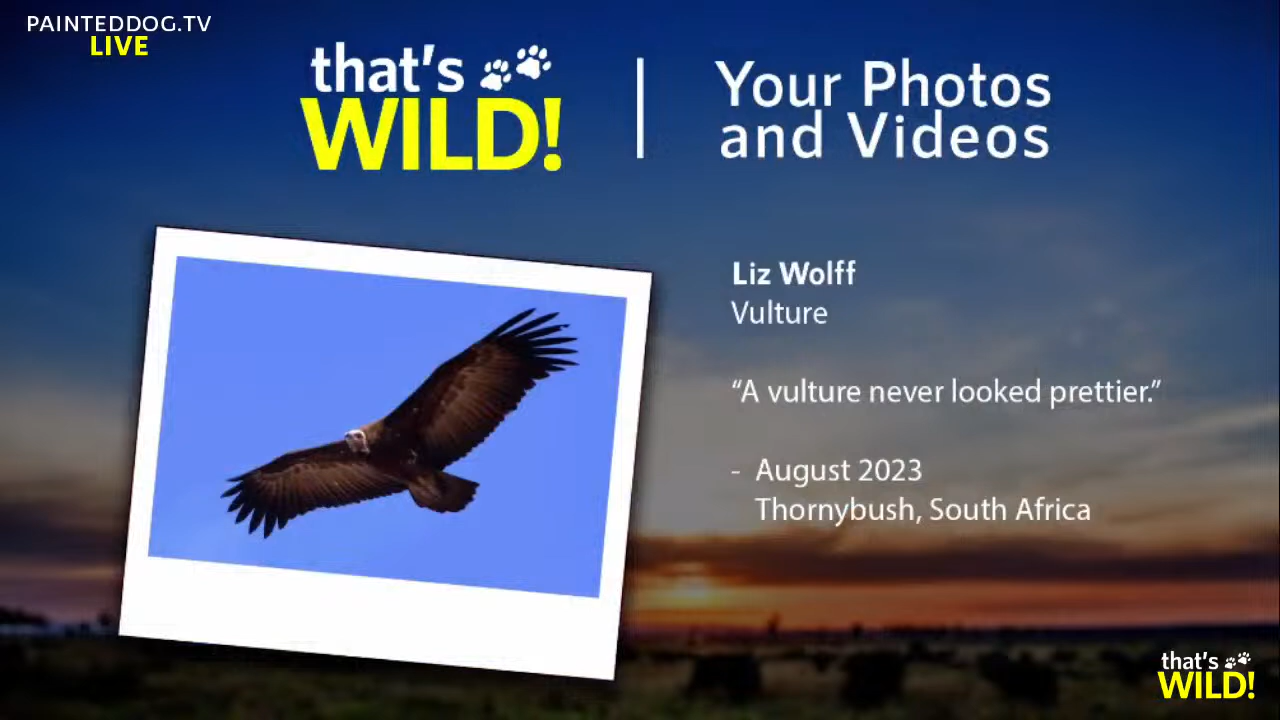 PAINTEDDOG.TV
LIVE
that's
WILD!
Your Photos
and Videos
Liz Wolff
Vulture
“A vulture never looked prettier.”
- August 2023
Thornybush, South Africa
that's
WILD!